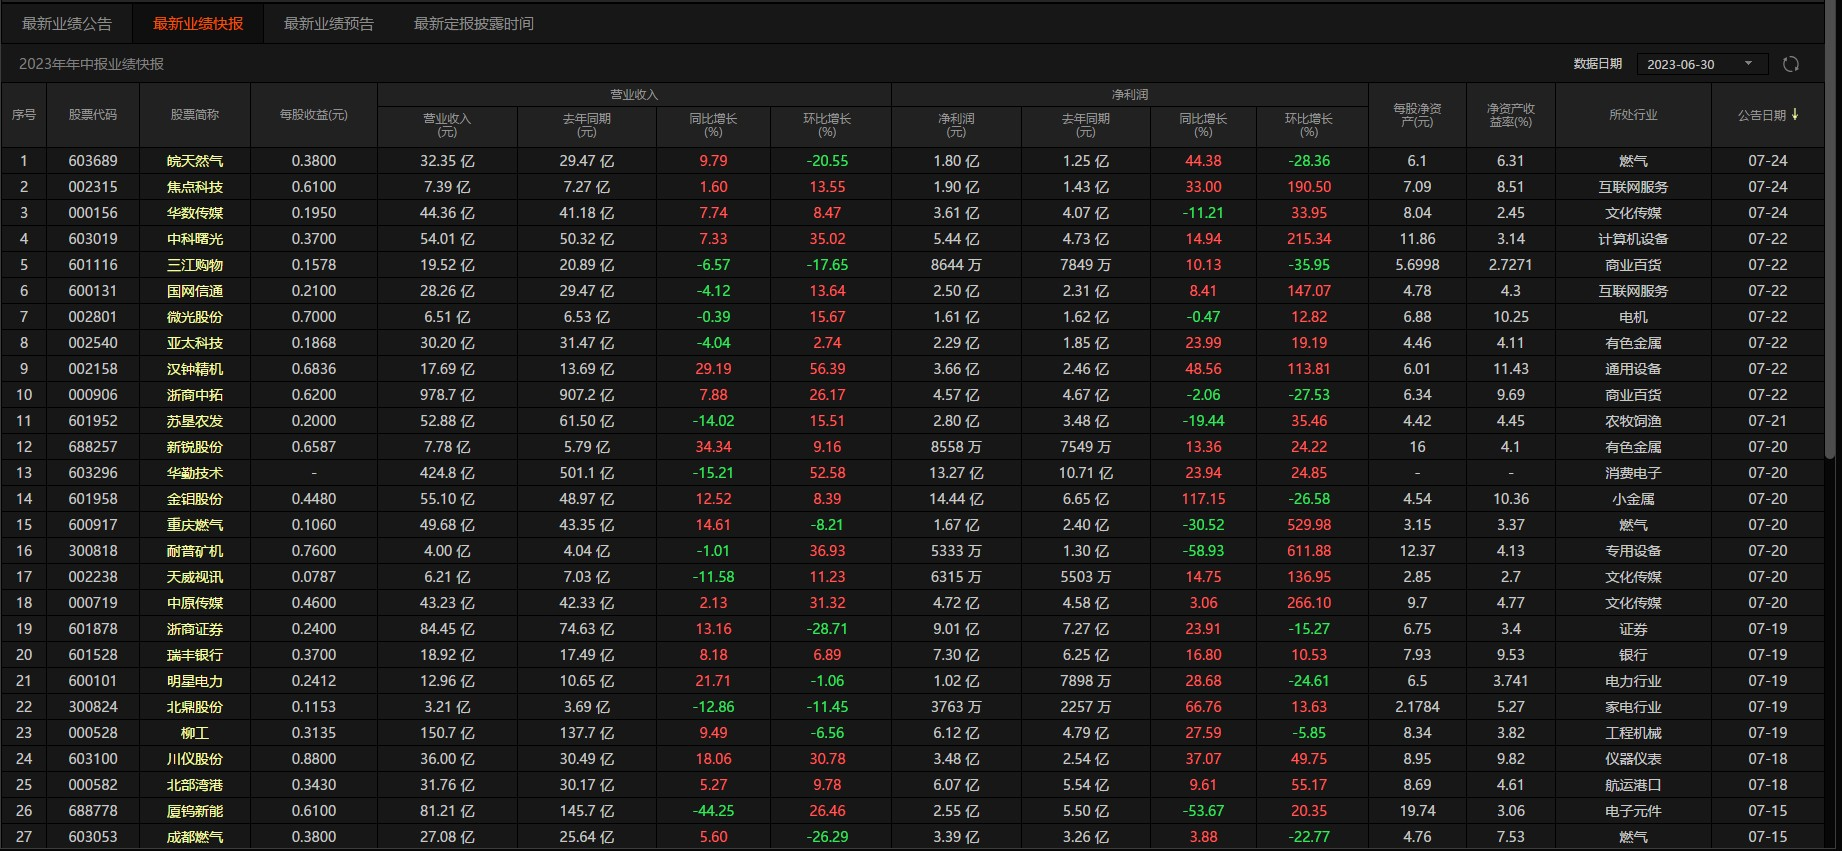 最新业绩公告 最新业绩快报 最新业绩预告 最新定报披露时间
2023年年中报业绩快报 数据日期 2023-06-30
序号 股票代码 股票简称 每股收益(元) 营业收入 净利润 每股净资产(元) 净资产收益率(%) 所处行业 公告日期↓
营业收入(元) 去年同期(元) 同比增长(%) 环比增长(%) 净利润(元) 去年同期(元) 同比增长(%) 环比增长(%)
1 603689 皖天然气 0.3800 32.35 亿 29.47 亿 9.79 -20.55 1.80 亿 1.25 亿 44.38 -28.36 6.1 6.31 燃气 07-24
2 002315 焦点科技 0.6100 7.39 亿 7.27 亿 1.60 13.55 1.90 亿 1.43 亿 33.00 190.50 7.09 8.51 互联网服务 07-24
3 000156 华数传媒 0.1950 44.36 亿 41.18 亿 7.74 8.47 3.61 亿 4.07 亿 -11.21 33.95 8.04 2.45 文化传媒 07-24
4 603019 中科曙光 0.3700 54.01 亿 50.32 亿 7.33 35.02 5.44 亿 4.73 亿 14.94 215.34 11.86 3.14 计算机设备 07-22
5 601116 三江购物 0.1578 19.52 亿 20.89 亿 -6.57 -17.65 8644 万 7849 万 10.13 -35.95 5.6998 2.7271 商业百货 07-22
6 600131 国网信通 0.2100 28.26 亿 29.47 亿 -4.12 13.64 2.50 亿 2.31 亿 8.41 147.07 4.78 4.3 互联网服务 07-22
7 002801 微光股份 0.7000 6.51 亿 6.53 亿 -0.39 15.67 1.61 亿 1.62 亿 -0.47 12.82 6.88 10.25 电机 07-22
8 002540 亚太科技 0.1868 30.20 亿 31.47 亿 -4.04 2.74 2.29 亿 1.85 亿 23.99 19.19 4.46 4.11 有色金属 07-22
9 002158 汉钟精机 0.6836 17.69 亿 13.69 亿 29.19 56.39 3.66 亿 2.46 亿 48.56 113.81 6.01 11.43 通用设备 07-22
10 000906 浙商中拓 0.6200 978.7 亿 907.2 亿 7.88 26.17 4.57 亿 4.67 亿 -2.06 -27.53 6.34 9.69 商业百货 07-22
11 601952 苏垦农发 0.2000 52.88 亿 61.50 亿 -14.02 15.51 2.80 亿 3.48 亿 -19.44 35.46 4.42 4.45 农牧饲渔 07-21
12 688257 新锐股份 0.6587 7.78 亿 5.79 亿 34.34 9.16 8558 万 7549 万 13.36 24.22 16 4.1 有色金属 07-20
13 603296 华勤技术 - 424.8 亿 501.1 亿 -15.21 52.58 13.27 亿 10.71 亿 23.94 24.85 - - 消费电子 07-20
14 601958 金钼股份 0.4480 55.10 亿 48.97 亿 12.52 8.39 14.44 亿 6.65 亿 117.15 -26.58 4.54 10.36 小金属 07-20
15 600917 重庆燃气 0.1060 49.68 亿 43.35 亿 14.61 -8.21 1.67 亿 2.40 亿 -30.52 529.98 3.15 3.37 燃气 07-20
16 300818 耐普矿机 0.7600 4.00 亿 4.04 亿 -1.01 36.93 5333 万 1.30 亿 -58.93 611.88 12.37 4.13 专用设备 07-20
17 002238 天威视讯 0.0787 6.21 亿 7.03 亿 -11.58 11.23 6315 万 5503 万 14.75 136.95 2.85 2.7 文化传媒 07-20
18 000719 中原传媒 0.4600 43.23 亿 42.33 亿 2.13 31.32 4.72 亿 4.58 亿 3.06 266.10 9.7 4.77 文化传媒 07-20
19 601878 浙商证券 0.2400 84.45 亿 74.63 亿 13.16 -28.71 9.01 亿 7.27 亿 23.91 -15.27 6.75 3.4 证券 07-19
20 601528 瑞丰银行 0.3700 18.92 亿 17.49 亿 8.18 6.89 7.30 亿 6.25 亿 16.80 10.53 7.93 9.53 银行 07-19
21 600101 明星电力 0.2412 12.96 亿 10.65 亿 21.71 -1.06 1.02 亿 7898 万 28.68 -24.61 6.5 3.741 电力行业 07-19
22 300824 北鼎股份 0.1153 3.21 亿 3.69 亿 -12.86 -11.45 3763 万 2257 万 66.76 13.63 2.1784 5.27 家电行业 07-19
23 000528 柳工 0.3135 150.7 亿 137.7 亿 9.49 -6.56 6.12 亿 4.79 亿 27.59 -5.85 8.34 3.82 工程机械 07-19
24 603100 川仪股份 0.8800 36.00 亿 30.49 亿 18.06 30.78 3.48 亿 2.54 亿 37.07 49.75 8.95 9.82 仪器仪表 07-18
25 000582 北部湾港 0.3430 31.76 亿 30.17 亿 5.27 9.78 6.07 亿 5.54 亿 9.61 55.17 8.69 4.61 航运港口 07-18
26 688778 厦钨新能 0.6100 81.21 亿 145.7 亿 -44.25 26.46 2.55 亿 5.50 亿 -53.67 20.35 19.74 3.06 电子元件 07-15
27 603053 成都燃气 0.3800 27.08 亿 25.64 亿 5.60 -26.29 3.39 亿 3.26 亿 3.88 -22.77 4.76 7.53 燃气 07-15